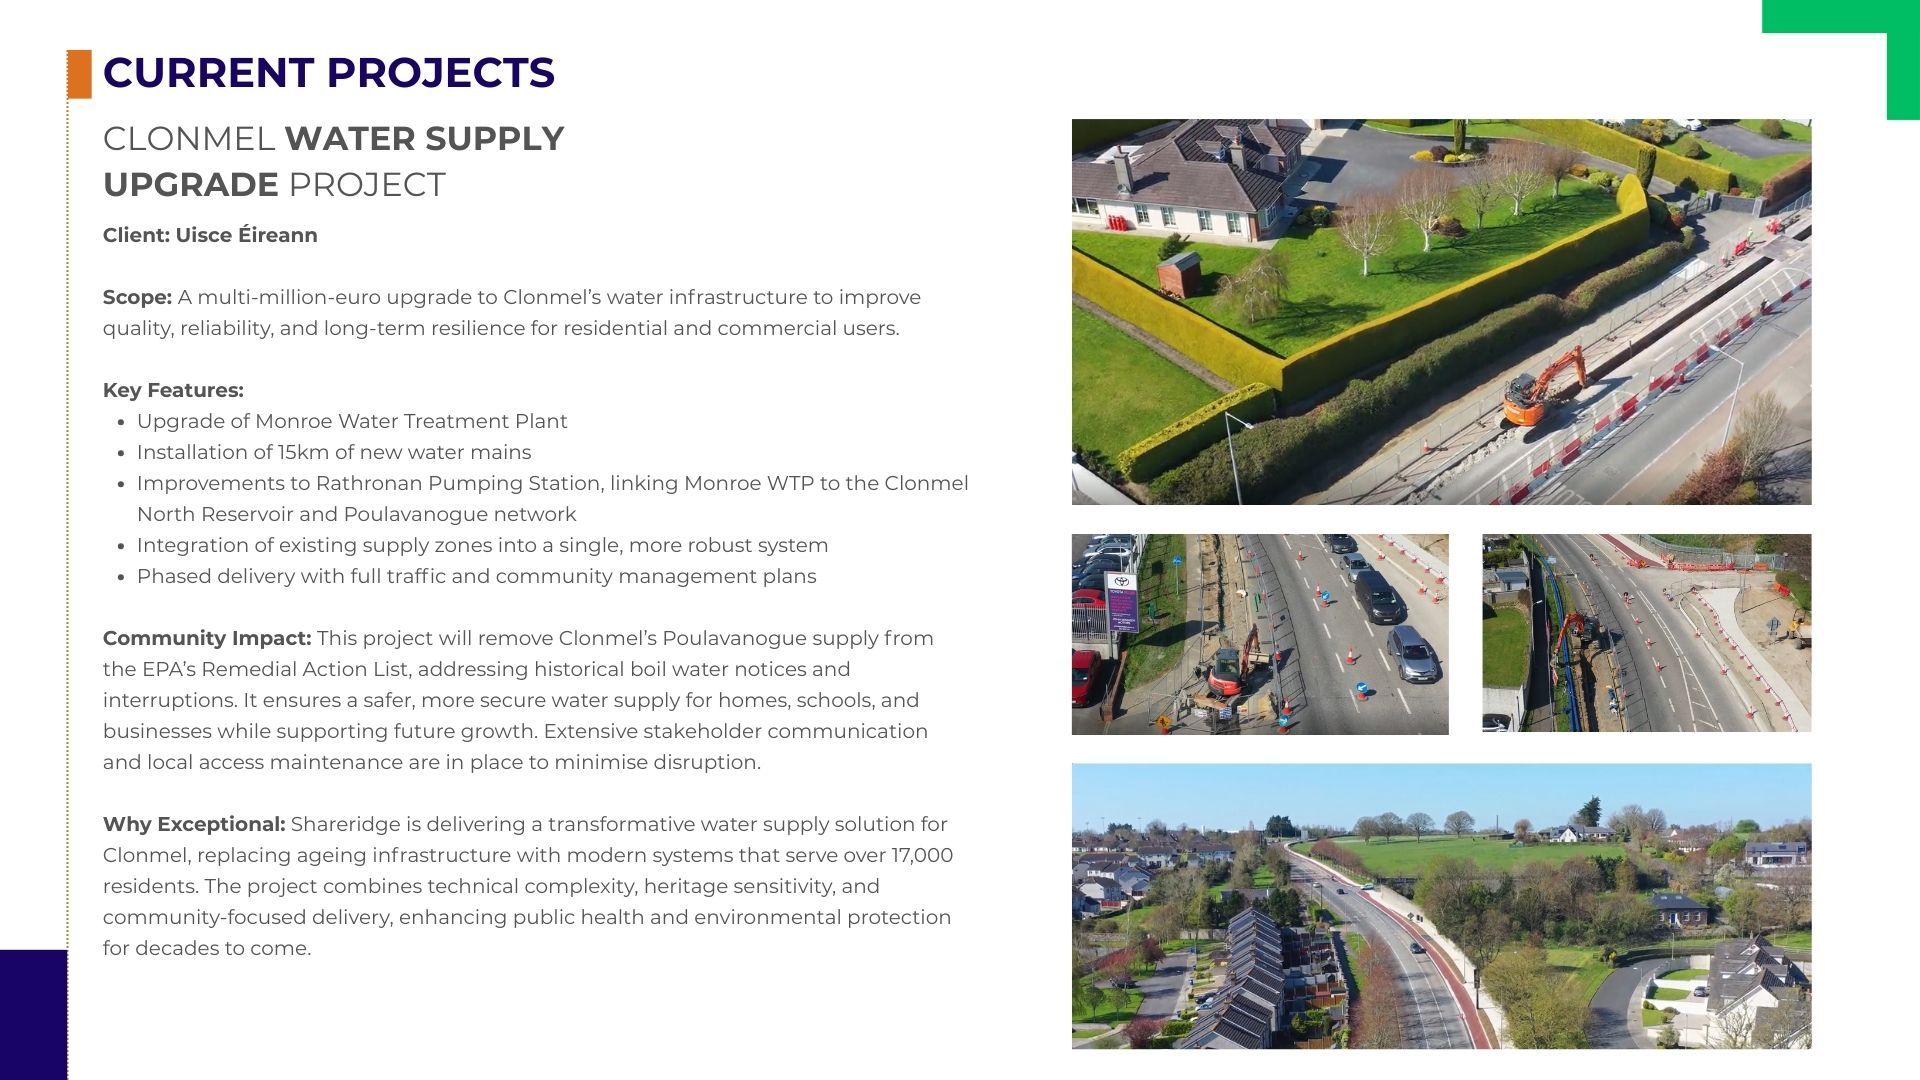 CURRENT PROJECTS
CLONMEL WATER SUPPLY
UPGRADE PROJECT
Client: Uisce Éireann
Scope: A multi-million-euro upgrade to Clonmel’s water infrastructure to improve
quality, reliability, and long-term resilience for residential and commercial users.
Key Features:
• Upgrade of Monroe Water Treatment Plant
• Installation of 15km of new water mains
• Improvements to Rathronan Pumping Station, linking Monroe WTP to the Clonmel
North Reservoir and Poulavanogue network
• Integration of existing supply zones into a single, more robust system
• Phased delivery with full traffic and community management plans
Community Impact: This project will remove Clonmel’s Poulavanogue supply from
the EPA’s Remedial Action List, addressing historical boil water notices and
interruptions. It ensures a safer, more secure water supply for homes, schools, and
businesses while supporting future growth. Extensive stakeholder communication
and local access maintenance are in place to minimise disruption.
Why Exceptional: Shareridge is delivering a transformative water supply solution for
Clonmel, replacing ageing infrastructure with modern systems that serve over 17,000
residents. The project combines technical complexity, heritage sensitivity, and
community-focused delivery, enhancing public health and environmental protection
for decades to come.